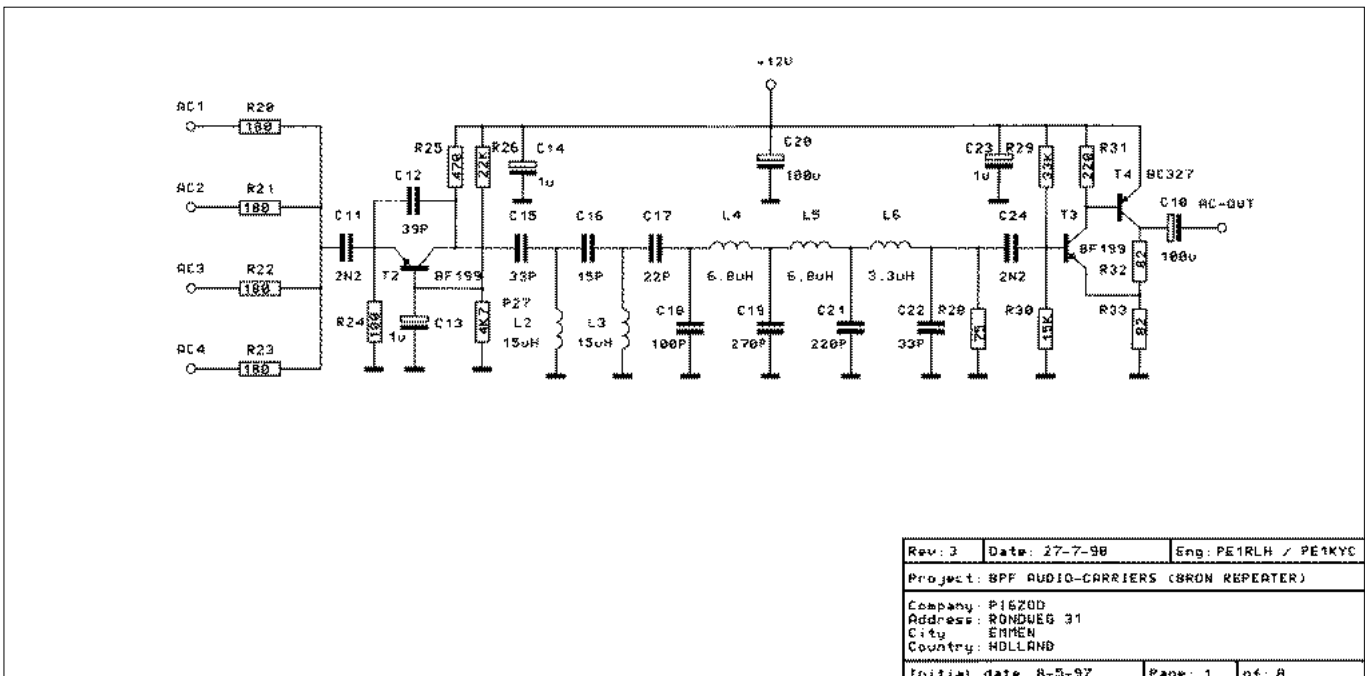 +12V
AC1 R20
180
AC2 R21
180
AC3 R22
180
AC4 R23
180
C11
2N2
C12
39P
R24
100
R25
470
R26
22K
C14
1u
T2 BF199
C13
1u
4K7
R27
C15
33P
C16
15P
C17
22P
L2
15uH
L3
15uH
C20
100u
L4
6.8uH
L5
6.8uH
L6
3.3uH
C18
100P
C19
270P
C21
220P
C22
33P
R28
75
C23
1u
R29
33K
C24
2N2
R30
15K
R31
220
T3
BF199
T4
BC327
R32
82
R33
82
C10 AC-OUT
100u
Rev: 3 Date: 27-7-98 Eng: PE1RLH / PE1KYC
Project: BPF AUDIO-CARRIERS (BRON REPEATER)
Company: PI6ZOD
Address: RONDWEG 31
City EMMEN
Country: HOLLAND
Initial date 8-5-97 Page: 1 of: 8